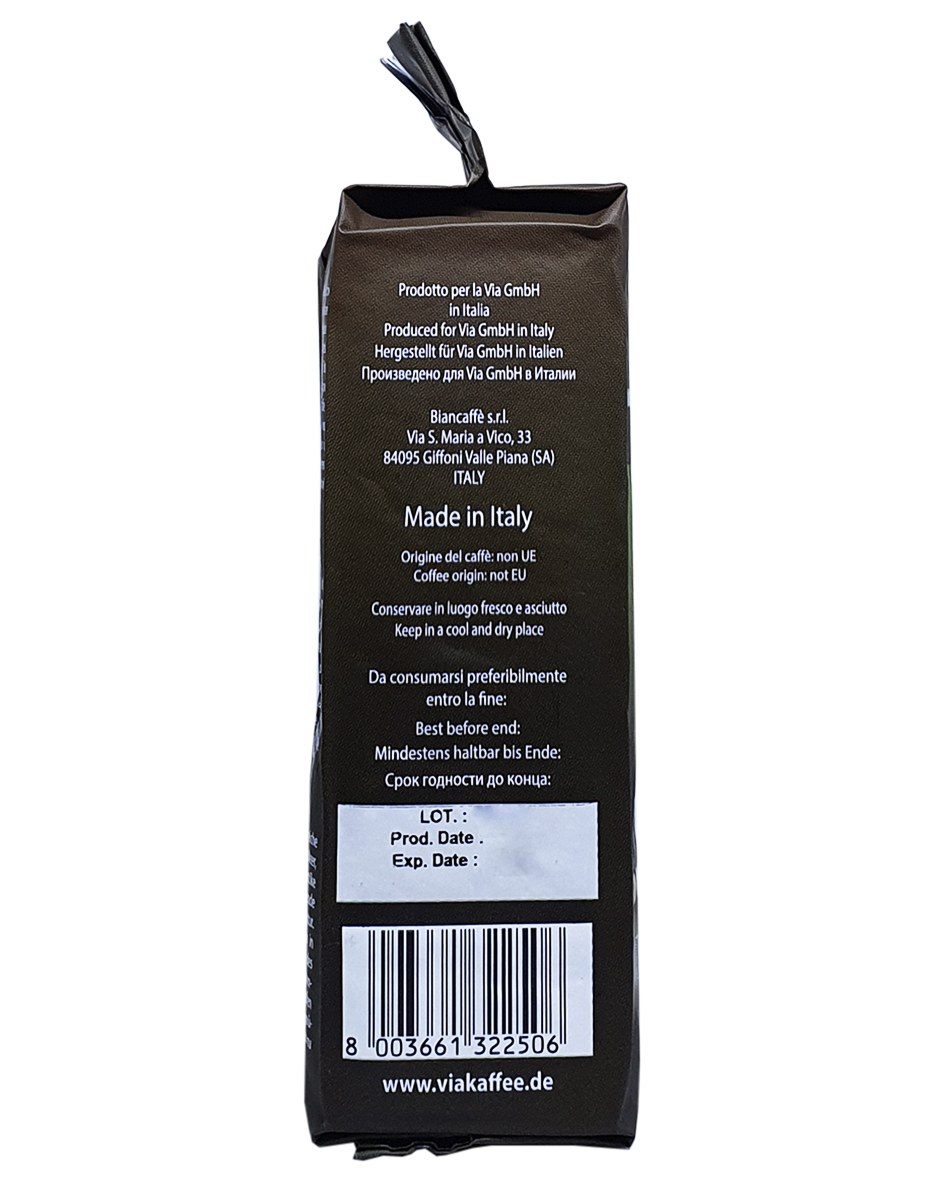 Prodotto per la Via GmbH
in Italia
Produced for Via GmbH in Italy
Hergestellt für Via GmbH in Italien
Произведено для Via GmbH в Италии
Biancaffè s.r.l.
Via S. Maria a Vico, 33
84095 Giffoni Valle Piana (SA)
ITALY
Made in Italy
Origine del caffè: non UE
Coffee origin: not EU
Conservare in luogo fresco e asciutto
Keep in a cool and dry place
Da consumarsi preferibilmente
entro la fine:
Best before end:
Mindestens haltbar bis Ende:
Срок годности до конца:
LOT. :
Prod. Date .
Exp. Date :
8 003661 322506
www.viakaffee.de